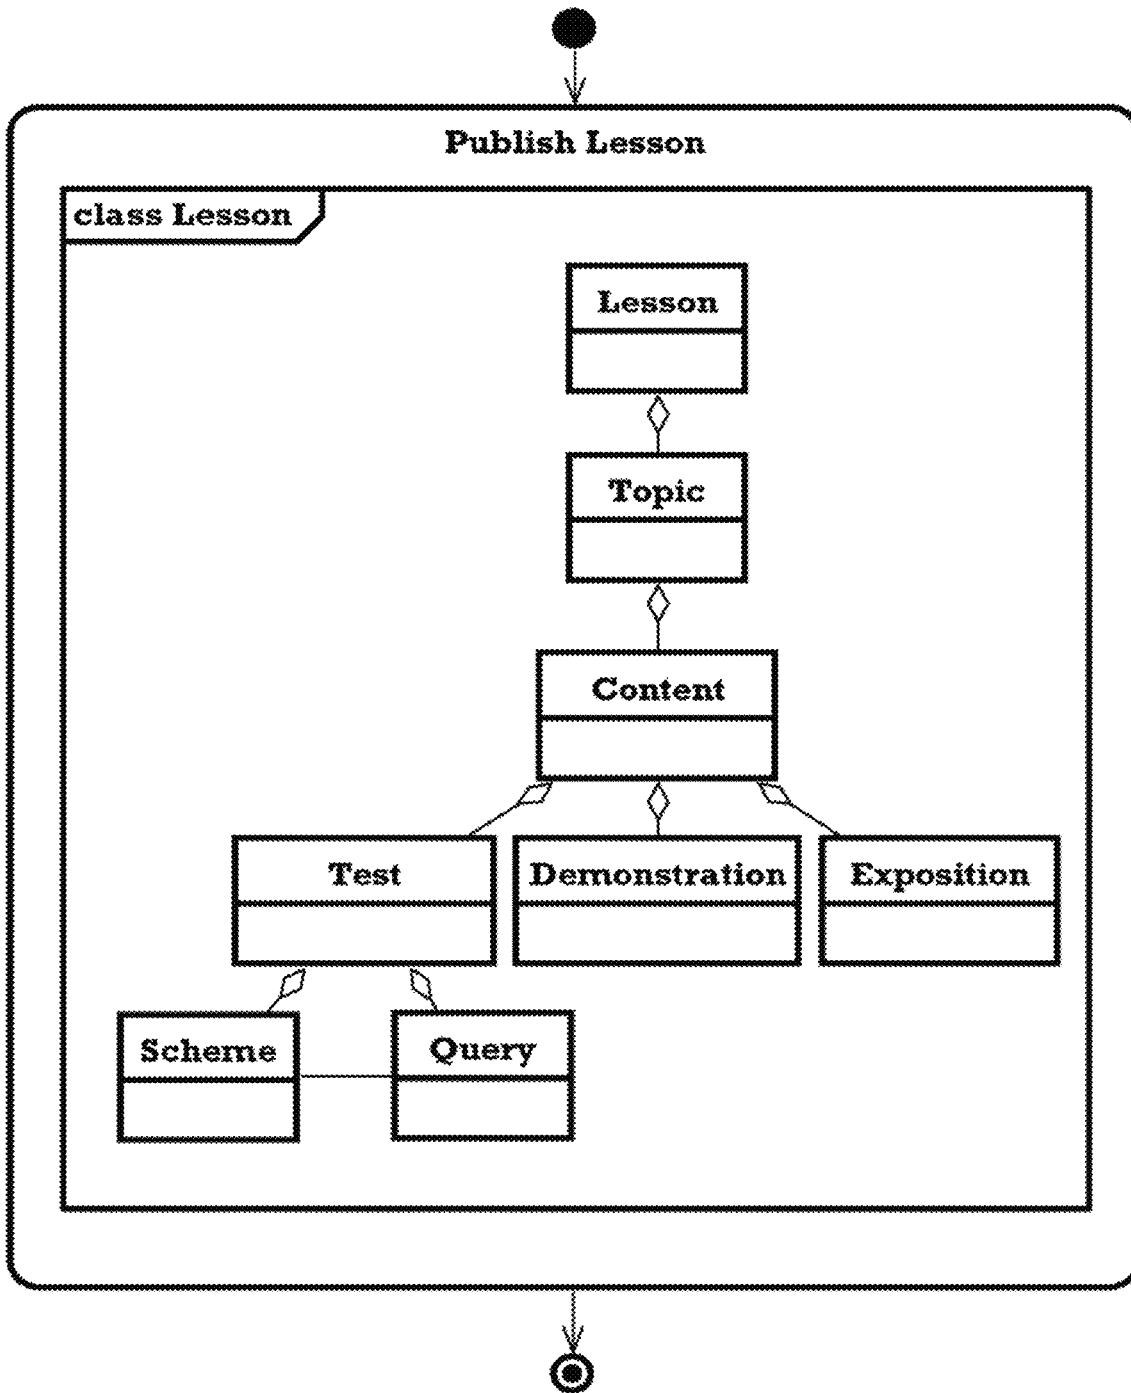 Publish Lesson
class Lesson
Lesson
Topic
Content
Test
Demonstration
Exposition
Scheme
Query